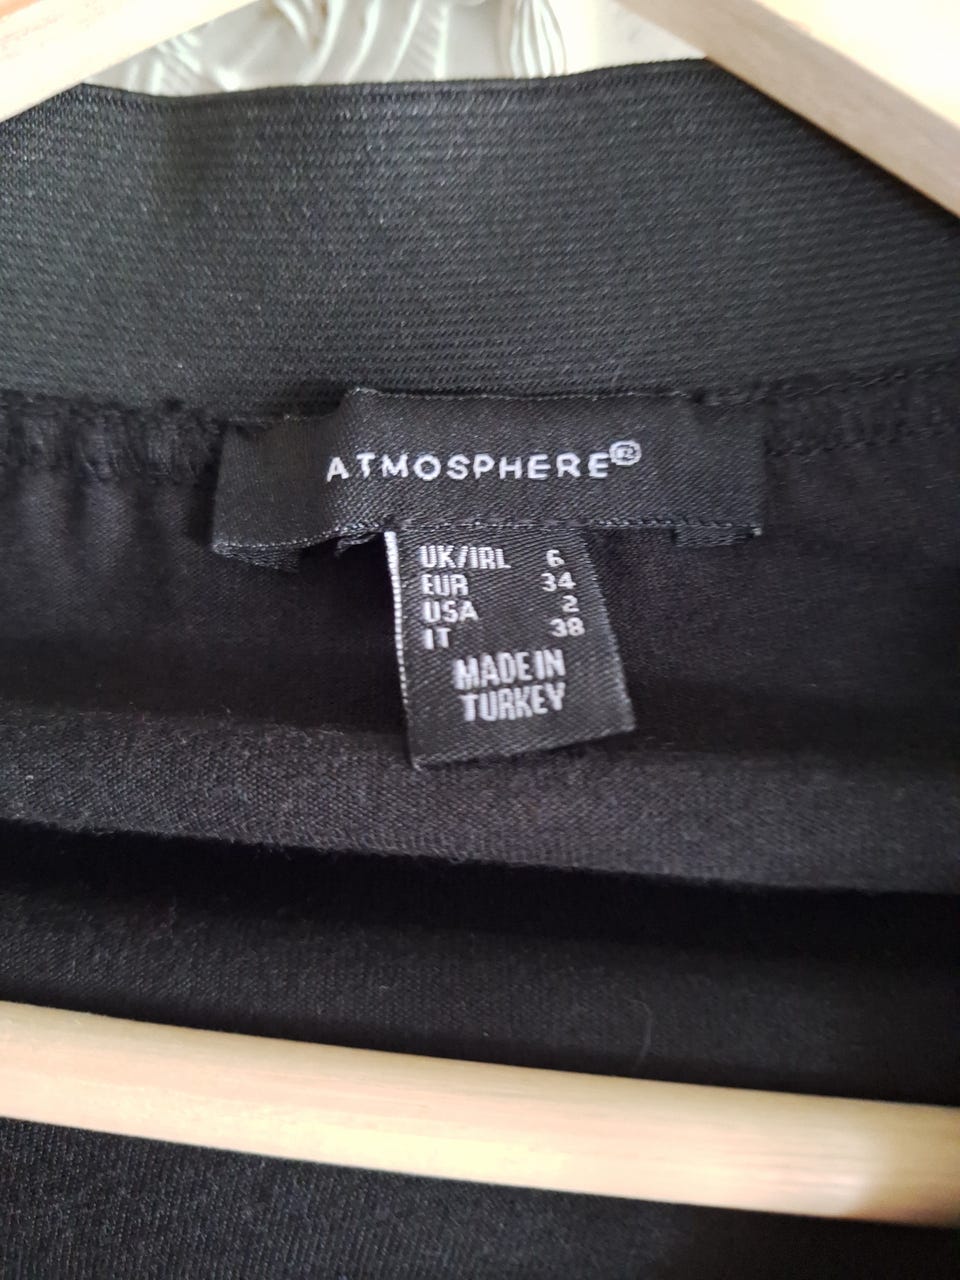 ATMOSPHERE®
UK/IRL 6
EUR 34
USA 2
IT 38
MADE IN
TURKEY